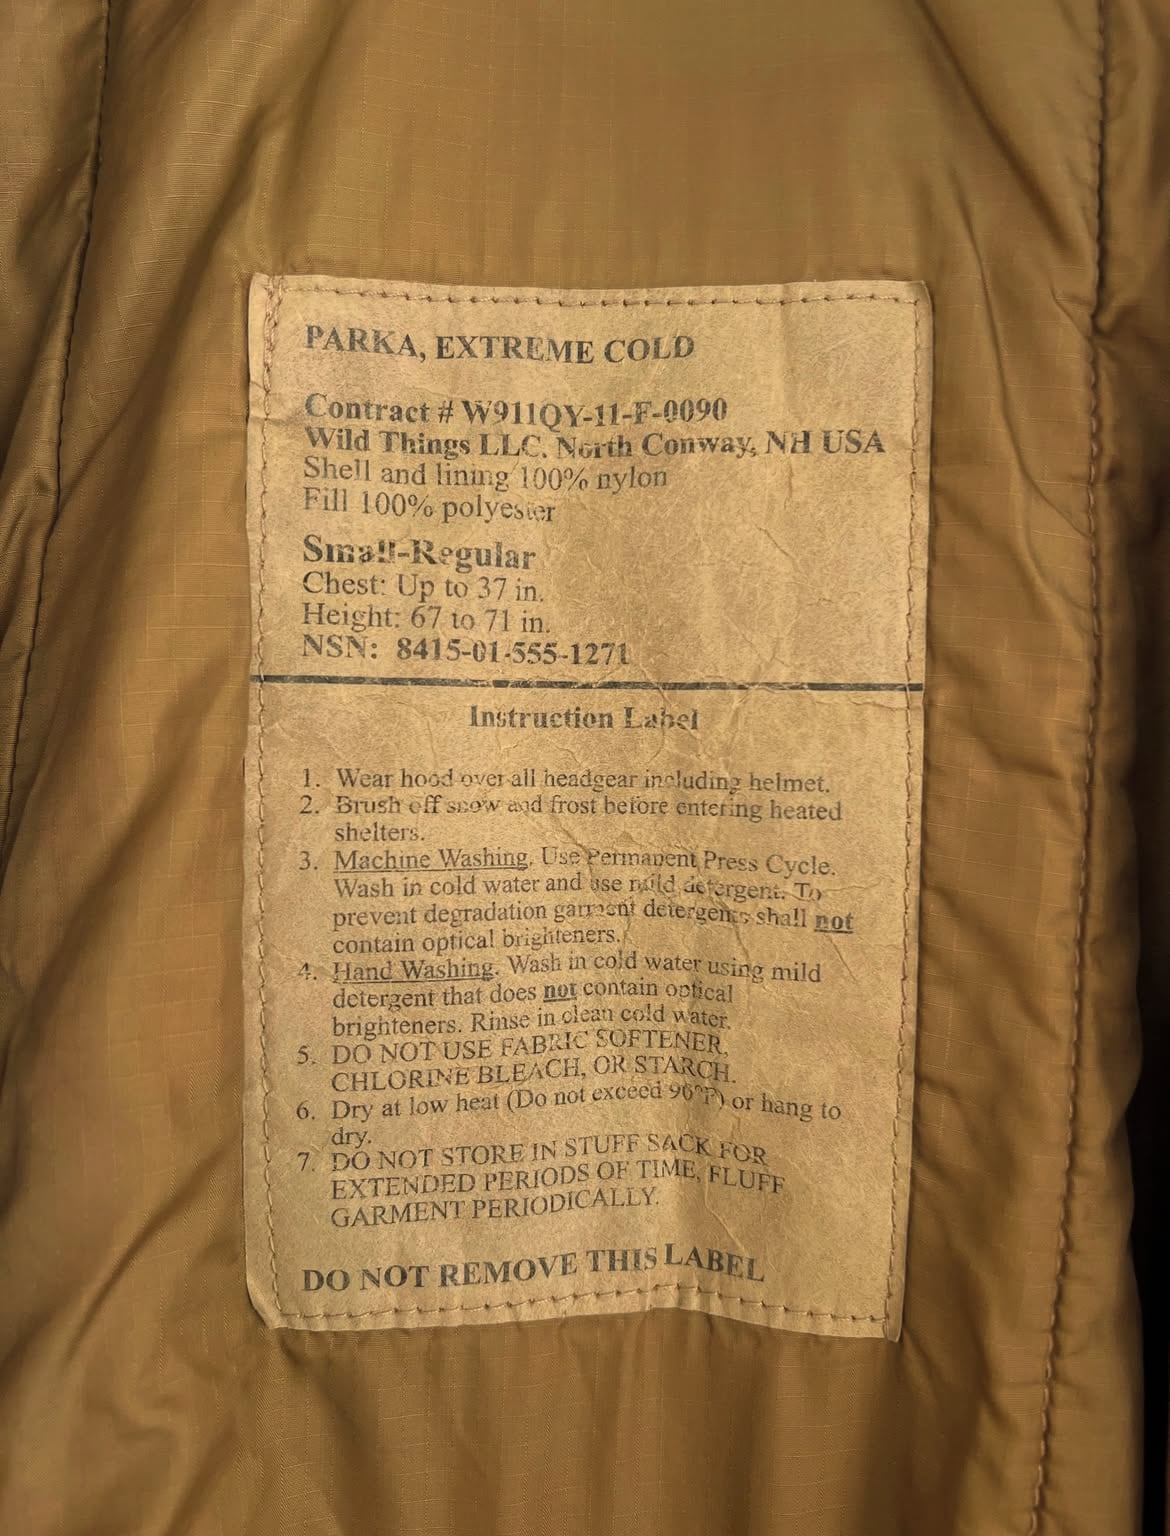 PARKA, EXTREME COLD
Contract # W911QY-11-F-0090
Wild Things LLC. North Conway, NH USA
Shell and lining 100% nylon
Fill 100% polyester
Small-Regular
Chest: Up to 37 in.
Height: 67 to 71 in.
NSN: 8415-01-555-1271
Instruction Label
1. Wear hood over all headgear including helmet.
2. Brush off snow and frost before entering heated
shelters.
3. Machine Washing. Use Permanent Press Cycle.
Wash in cold water and use mild detergent. To
prevent degradation garment detergents shall not
contain optical brighteners.
4. Hand Washing. Wash in cold water using mild
detergent that does not contain optical
brighteners. Rinse in clean cold water.
5. DO NOT USE FABRIC SOFTENER,
CHLORINE BLEACH, OR STARCH.
6. Dry at low heat (Do not exceed 90°F) or hang to
dry.
7. DO NOT STORE IN STUFF SACK FOR
EXTENDED PERIODS OF TIME, FLUFF
GARMENT PERIODICALLY.
DO NOT REMOVE THIS LABEL